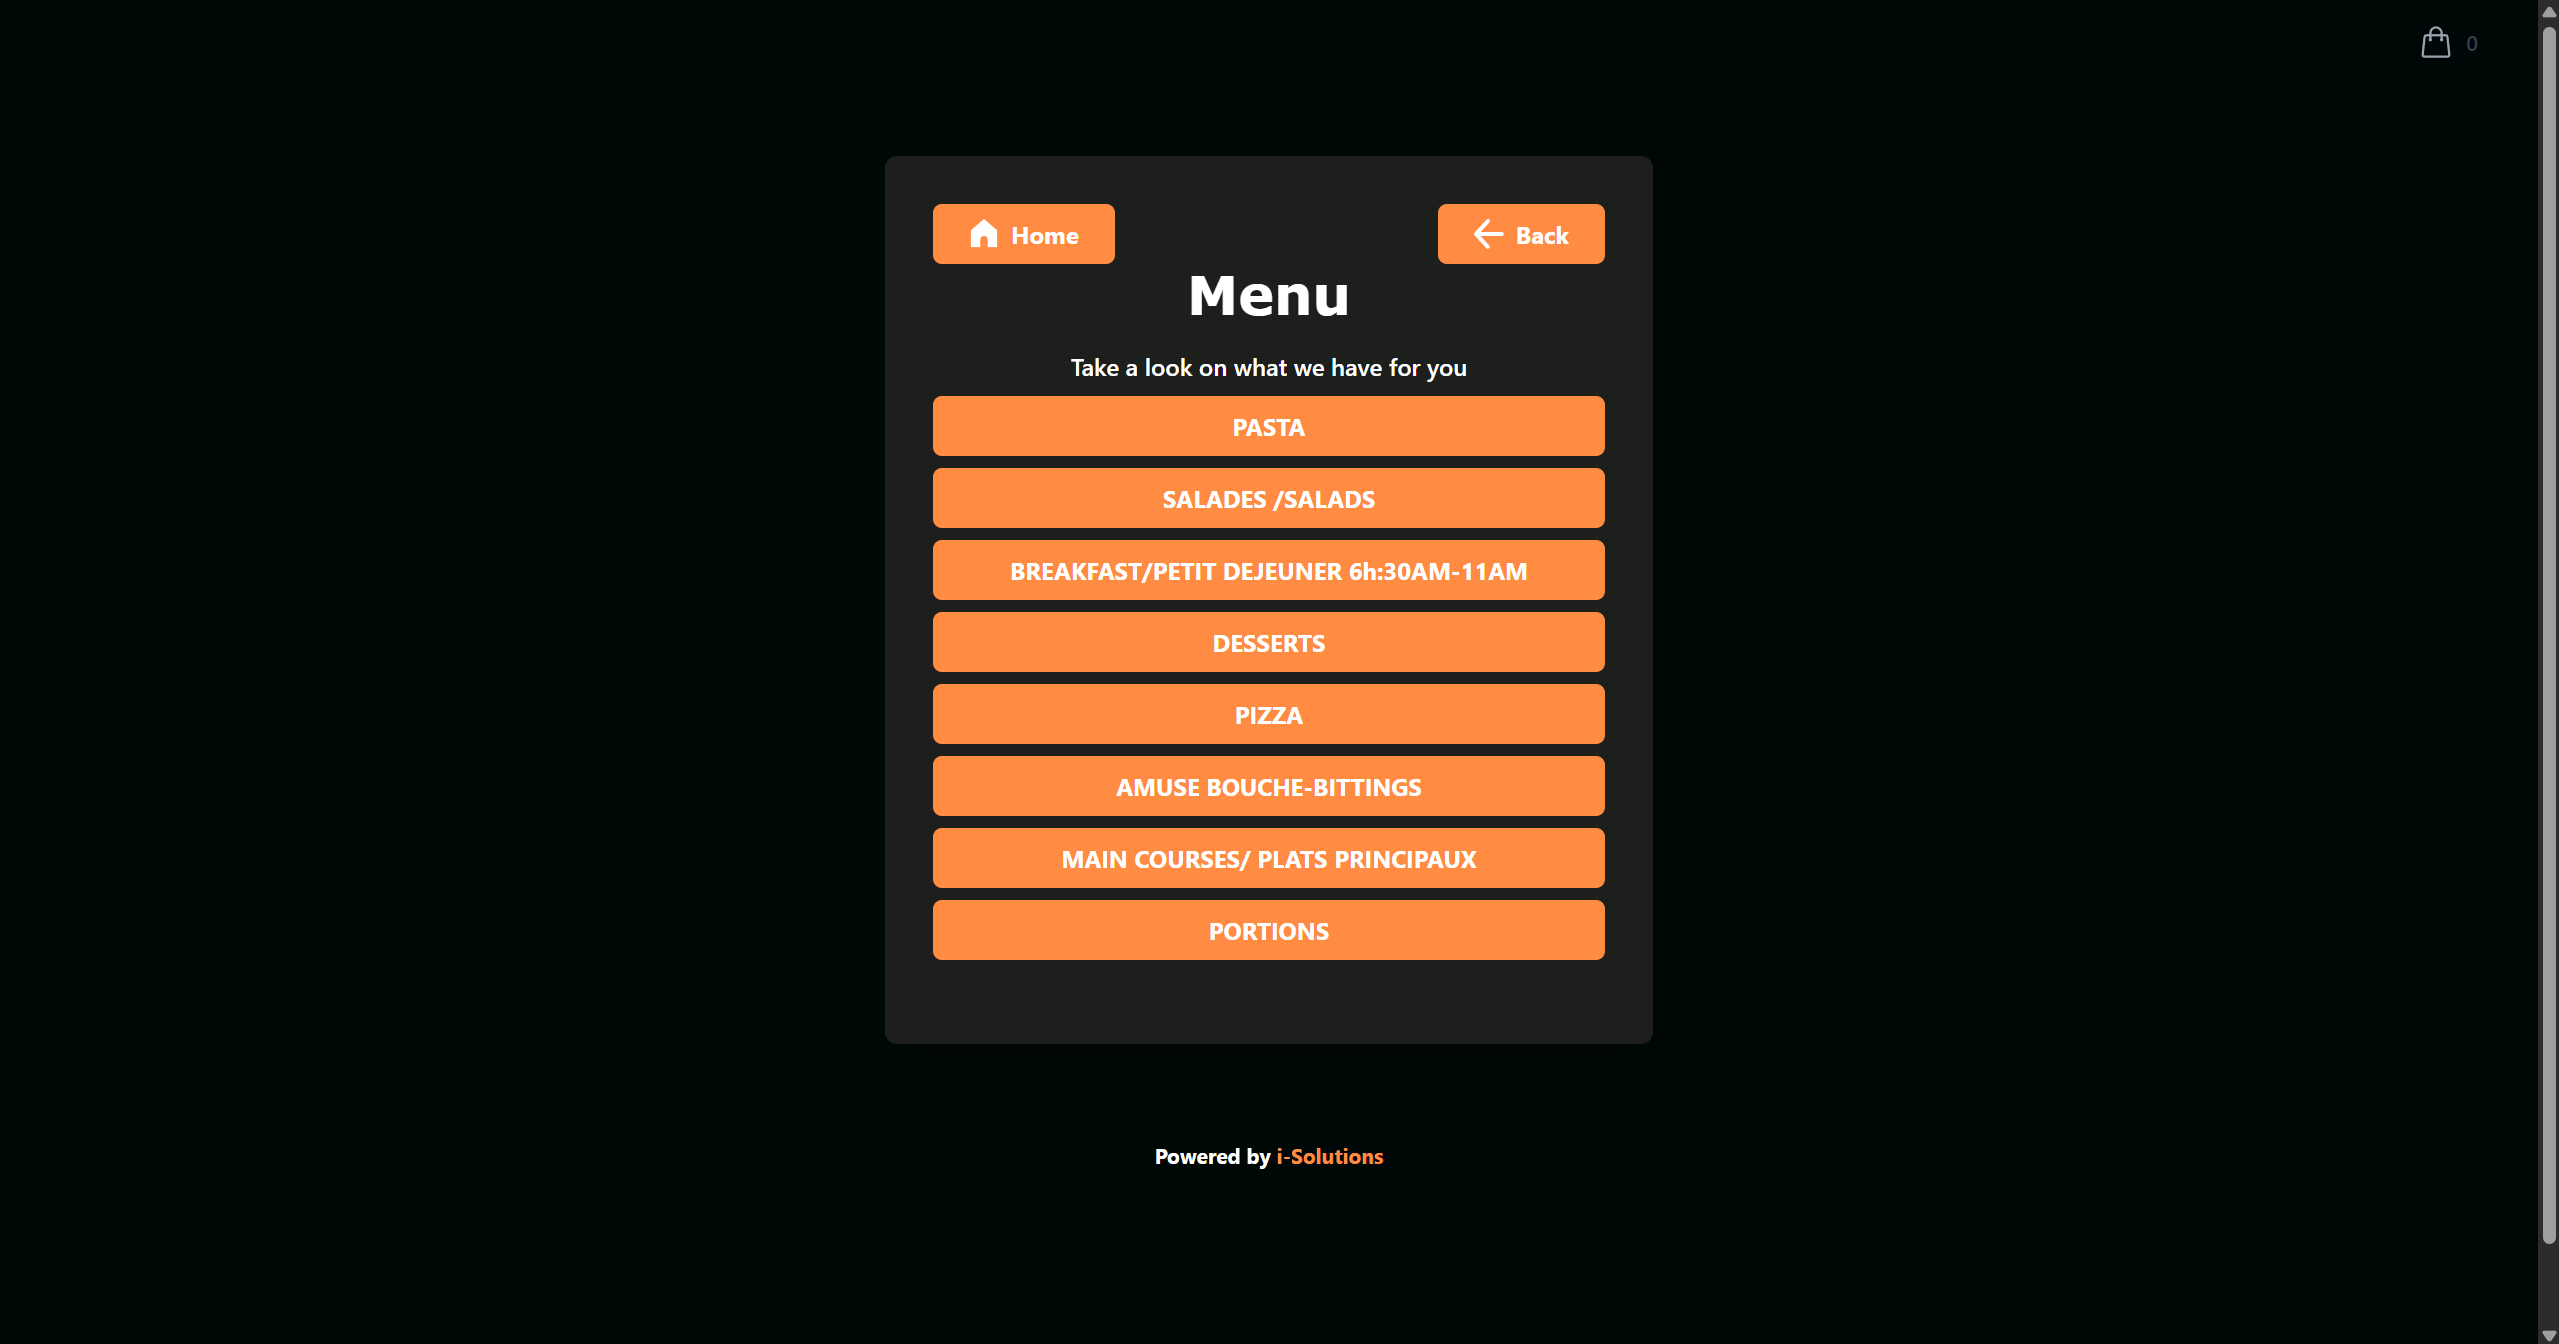 0
Home
Back
Menu
Take a look on what we have for you
PASTA
SALADES /SALADS
BREAKFAST/PETIT DEJEUNER 6h:30AM-11AM
DESSERTS
PIZZA
AMUSE BOUCHE-BITTINGS
MAIN COURSES/ PLATS PRINCIPAUX
PORTIONS
Powered by i-Solutions